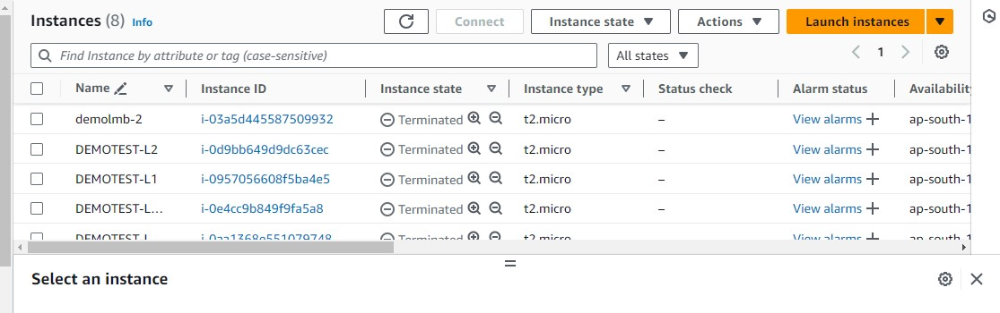 Instances (8) Info Connect Instance state Actions Launch instances
Find Instance by attribute or tag (case-sensitive) All states 1
Name Instance ID Instance state Instance type Status check Alarm status Availability
demolmb-2 i-03a5d445587509932 Terminated t2.micro – View alarms ap-south-1
DEMOTEST-L2 i-0d9bb649d9dc63cec Terminated t2.micro – View alarms ap-south-1
DEMOTEST-L1 i-0957056608f5ba4e5 Terminated t2.micro – View alarms ap-south-1
DEMOTEST-L... i-0e4cc9b849f9fa5a8 Terminated t2.micro – View alarms ap-south-1
DEMOTEST-L i-0aa1368e551079748 Terminated t2.micro View alarms ap-south-1
Select an instance